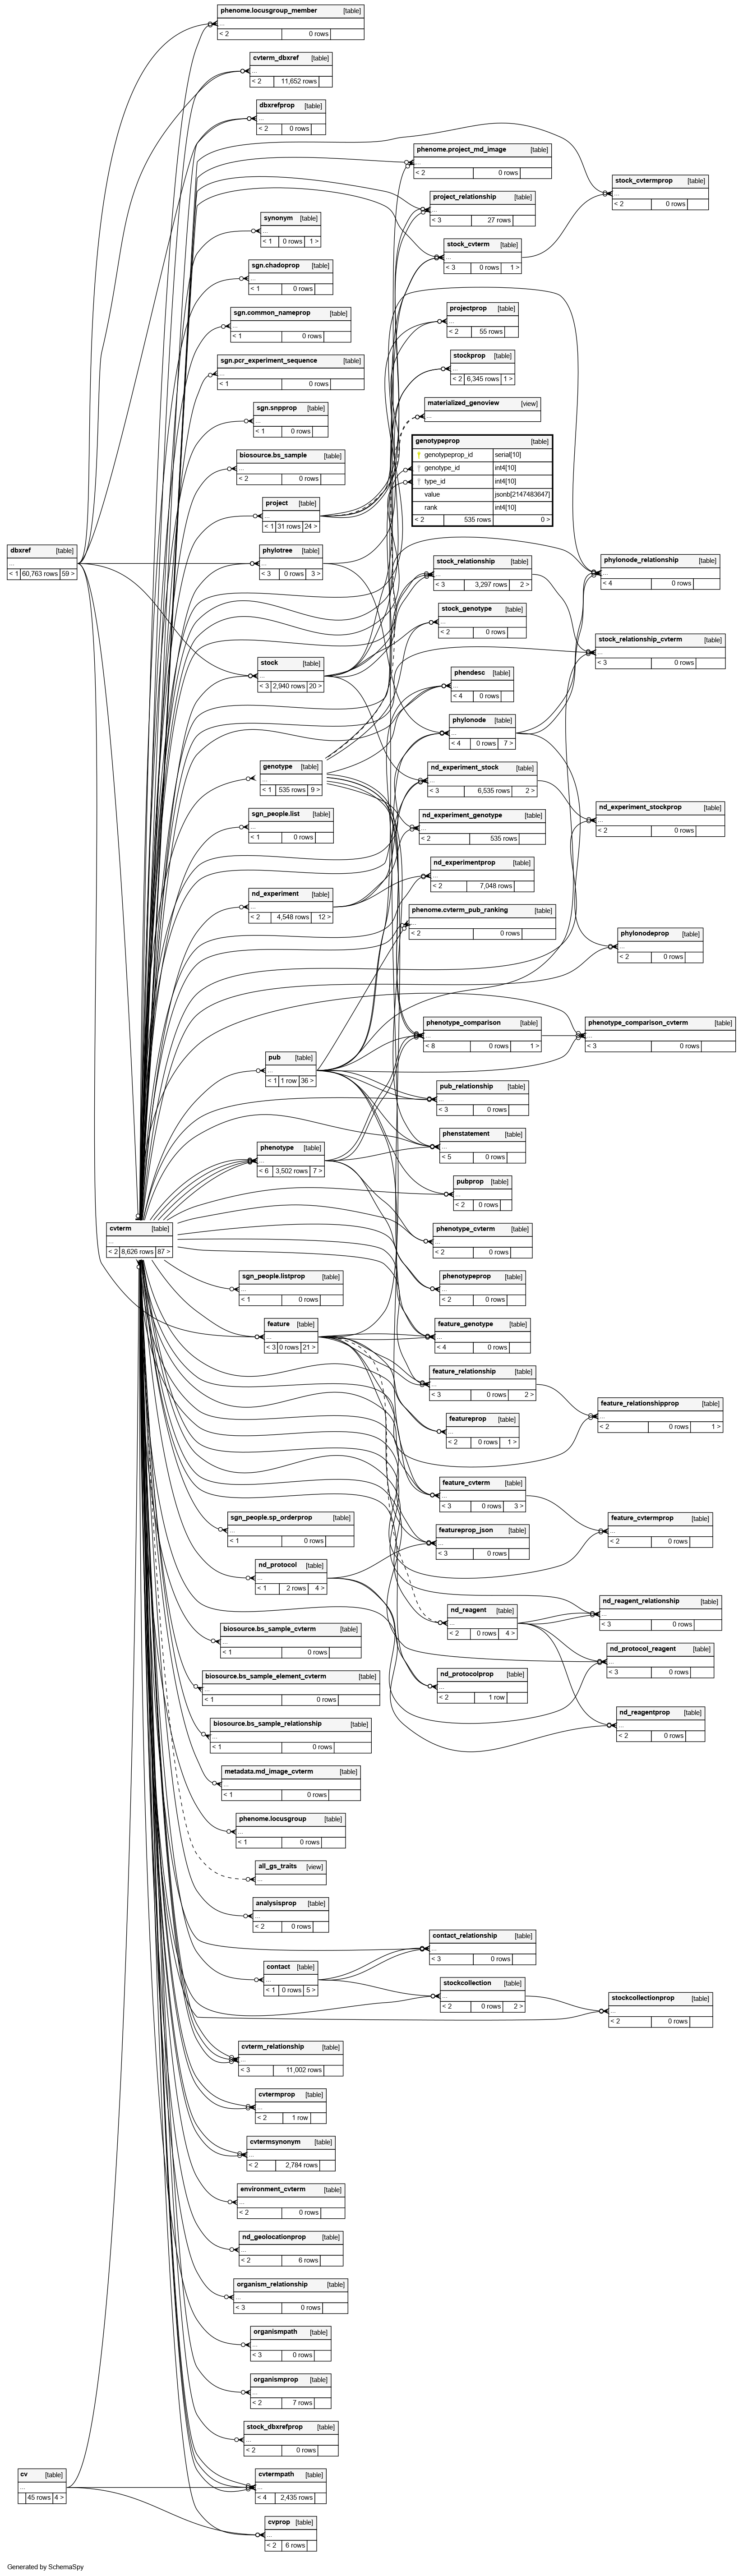 phenome.locusgroup_member [table]
...
< 2 0 rows
cvterm_dbxref [table]
...
< 2 11,652 rows
dbxrefprop [table]
...
< 2 0 rows
phenome.project_md_image [table]
...
< 2 0 rows
stock_cvtermprop [table]
...
< 2 0 rows
project_relationship [table]
...
< 3 27 rows
synonym [table]
...
< 1 0 rows 1 >
stock_cvterm [table]
...
< 3 0 rows 1 >
sgn.chadoprop [table]
...
< 1 0 rows
sgn.common_nameprop [table]
...
< 1 0 rows
projectprop [table]
...
< 2 55 rows
sgn.pcr_experiment_sequence [table]
...
< 1 0 rows
stockprop [table]
...
< 2 6,345 rows 1 >
sgn.snpprop [table]
...
< 1 0 rows
materialized_genoview [view]
...
biosource.bs_sample [table]
...
< 2 0 rows
genotypeprop [table]
genotypeprop_id serial[10]
genotype_id int4[10]
type_id int4[10]
value jsonb[2147483647]
rank int4[10]
< 2 535 rows 0 >
project [table]
...
< 1 31 rows 24 >
dbxref [table]
...
< 1 60,763 rows 59 >
phylotree [table]
...
< 3 0 rows 3 >
stock_relationship [table]
...
< 3 3,297 rows 2 >
phylonode_relationship [table]
...
< 4 0 rows
stock_genotype [table]
...
< 2 0 rows
stock_relationship_cvterm [table]
...
< 3 0 rows
stock [table]
...
< 3 2,940 rows 20 >
phendesc [table]
...
< 4 0 rows
phylonode [table]
...
< 4 0 rows 7 >
genotype [table]
...
< 1 535 rows 9 >
nd_experiment_stock [table]
...
< 3 6,535 rows 2 >
sgn_people.list [table]
...
< 1 0 rows
nd_experiment_genotype [table]
...
< 2 535 rows
nd_experiment_stockprop [table]
...
< 2 0 rows
nd_experimentprop [table]
...
< 2 7,048 rows
nd_experiment [table]
...
< 2 4,548 rows 12 >
phenome.cvterm_pub_ranking [table]
...
< 2 0 rows
phylonodeprop [table]
...
< 2 0 rows
phenotype_comparison [table]
...
< 8 0 rows 1 >
phenotype_comparison_cvterm [table]
...
< 3 0 rows
pub [table]
...
< 1 1 row 36 >
pub_relationship [table]
...
< 3 0 rows
phenotype [table]
...
< 6 3,502 rows 7 >
phenstatement [table]
...
< 5 0 rows
pubprop [table]
...
< 2 0 rows
cvterm [table]
...
< 2 8,626 rows 87 >
phenotype_cvterm [table]
...
< 2 0 rows
sgn_people.listprop [table]
...
< 1 0 rows
phenotypeprop [table]
...
< 2 0 rows
feature [table]
...
< 3 0 rows 21 >
feature_genotype [table]
...
< 4 0 rows
feature_relationship [table]
...
< 3 0 rows 2 >
feature_relationshipprop [table]
...
< 2 0 rows 1 >
featureprop [table]
...
< 2 0 rows 1 >
feature_cvterm [table]
...
< 3 0 rows 3 >
sgn_people.sp_orderprop [table]
...
< 1 0 rows
feature_cvtermprop [table]
...
< 2 0 rows
featureprop_json [table]
...
< 3 0 rows
nd_protocol [table]
...
< 1 2 rows 4 >
nd_reagent [table]
...
< 2 0 rows 4 >
nd_reagent_relationship [table]
...
< 3 0 rows
biosource.bs_sample_cvterm [table]
...
< 1 0 rows
nd_protocol_reagent [table]
...
< 3 0 rows
biosource.bs_sample_element_cvterm [table]
...
< 1 0 rows
nd_protocolprop [table]
...
< 2 1 row
nd_reagentprop [table]
...
< 2 0 rows
biosource.bs_sample_relationship [table]
...
< 1 0 rows
metadata.md_image_cvterm [table]
...
< 1 0 rows
phenome.locusgroup [table]
...
< 1 0 rows
all_gs_traits [view]
...
analysisprop [table]
...
< 2 0 rows
contact_relationship [table]
...
< 3 0 rows
contact [table]
...
< 1 0 rows 5 >
stockcollection [table]
...
< 2 0 rows 2 >
stockcollectionprop [table]
...
< 2 0 rows
cvterm_relationship [table]
...
< 3 11,002 rows
cvtermprop [table]
...
< 2 1 row
cvtermsynonym [table]
...
< 2 2,784 rows
environment_cvterm [table]
...
< 2 0 rows
nd_geolocationprop [table]
...
< 2 6 rows
organism_relationship [table]
...
< 3 0 rows
organismpath [table]
...
< 3 0 rows
organismprop [table]
...
< 2 7 rows
stock_dbxrefprop [table]
...
< 2 0 rows
cv [table]
...
45 rows 4 >
cvtermpath [table]
...
< 4 2,435 rows
cvprop [table]
...
< 2 6 rows
Generated by SchemaSpy